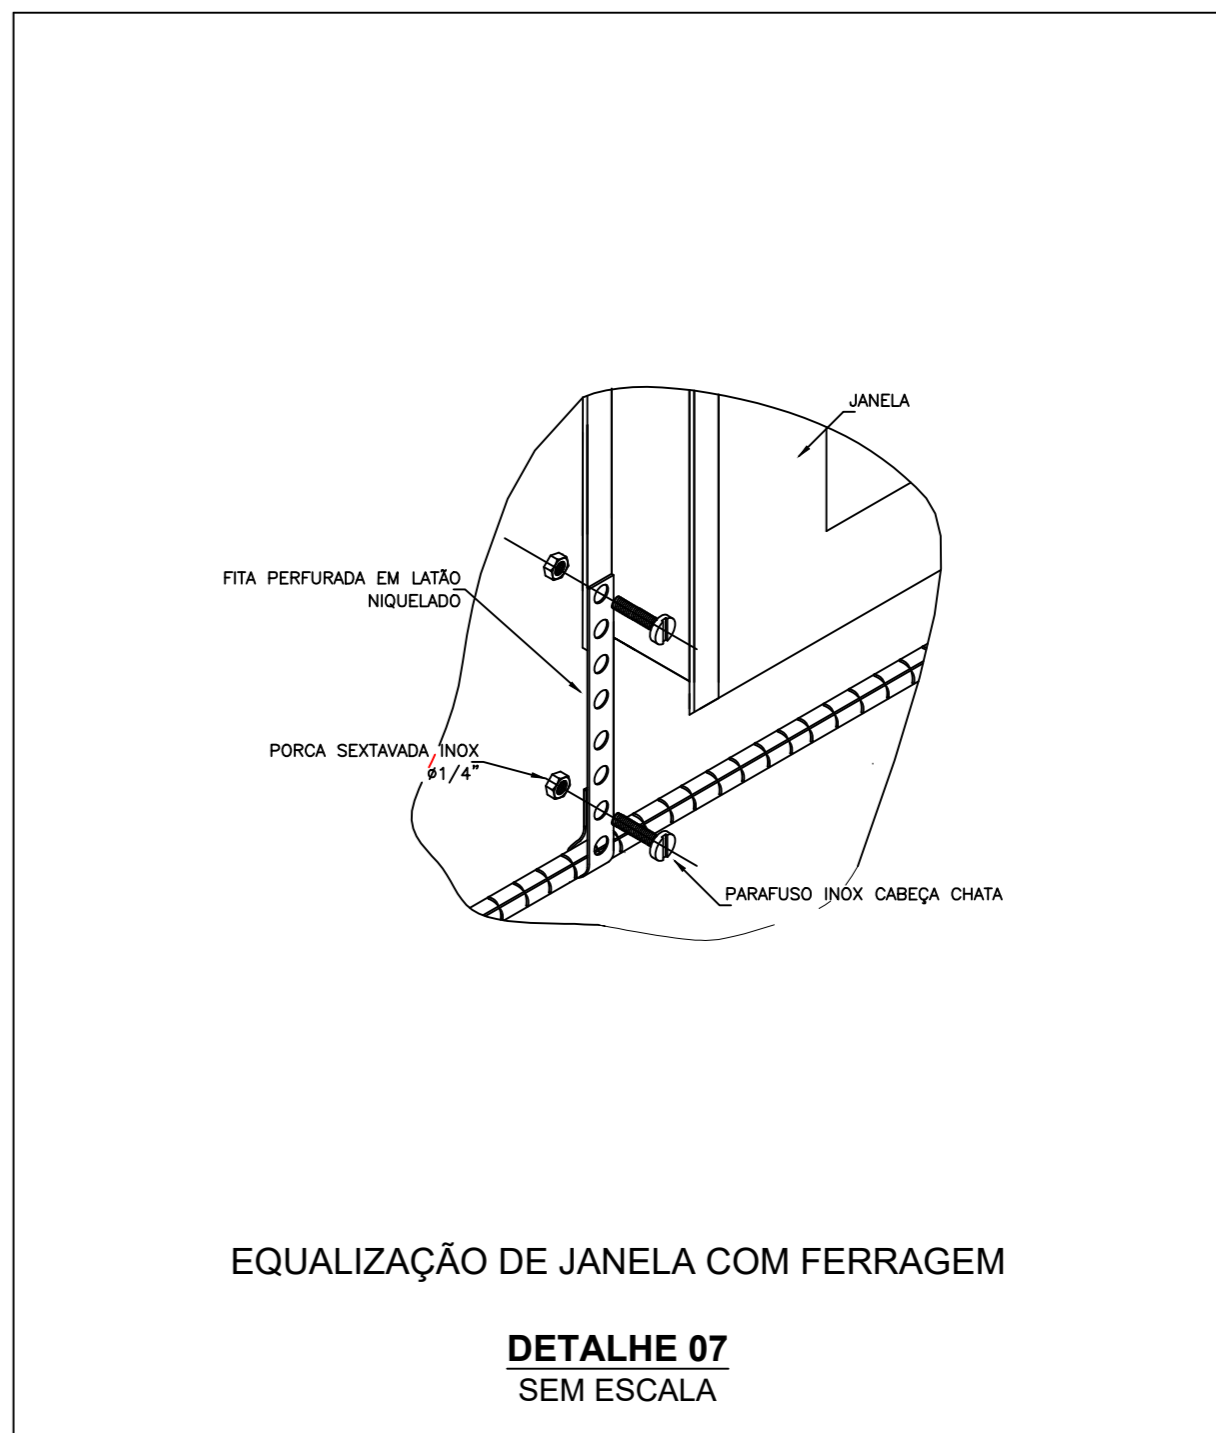 JANELA
FITA PERFURADA EM LATÃO
NIQUELADO
PORCA SEXTAVADA INOX
ø1/4"
PARAFUSO INOX CABEÇA CHATA
EQUALIZAÇÃO DE JANELA COM FERRAGEM
DETALHE 07
SEM ESCALA